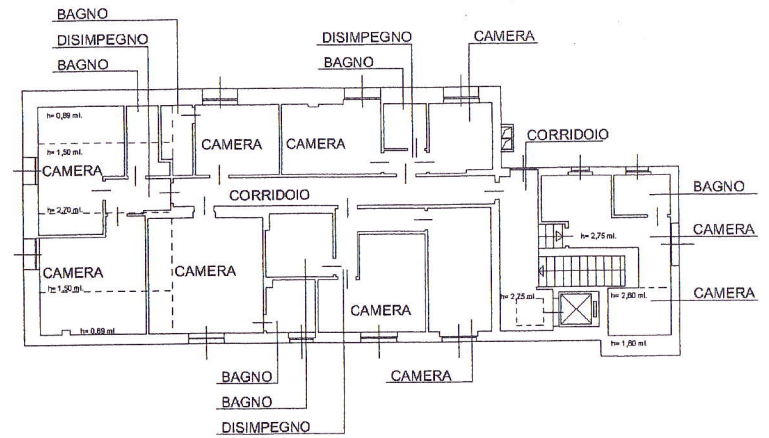 BAGNO
DISIMPEGNO
BAGNO
DISIMPEGNO
BAGNO
CAMERA
h= 0,89 ml.
h= 1,50 ml.
CAMERA
CAMERA
CAMERA
CORRIDOIO
CORRIDOIO
BAGNO
h= 2,70 ml.
h= 2,75 ml.
CAMERA
CAMERA
CAMERA
h= 1,50 ml.
h= 2,75 ml.
h= 2,60 ml.
CAMERA
CAMERA
h= 0,89 ml.
h= 1,60 ml.
BAGNO
CAMERA
BAGNO
DISIMPEGNO